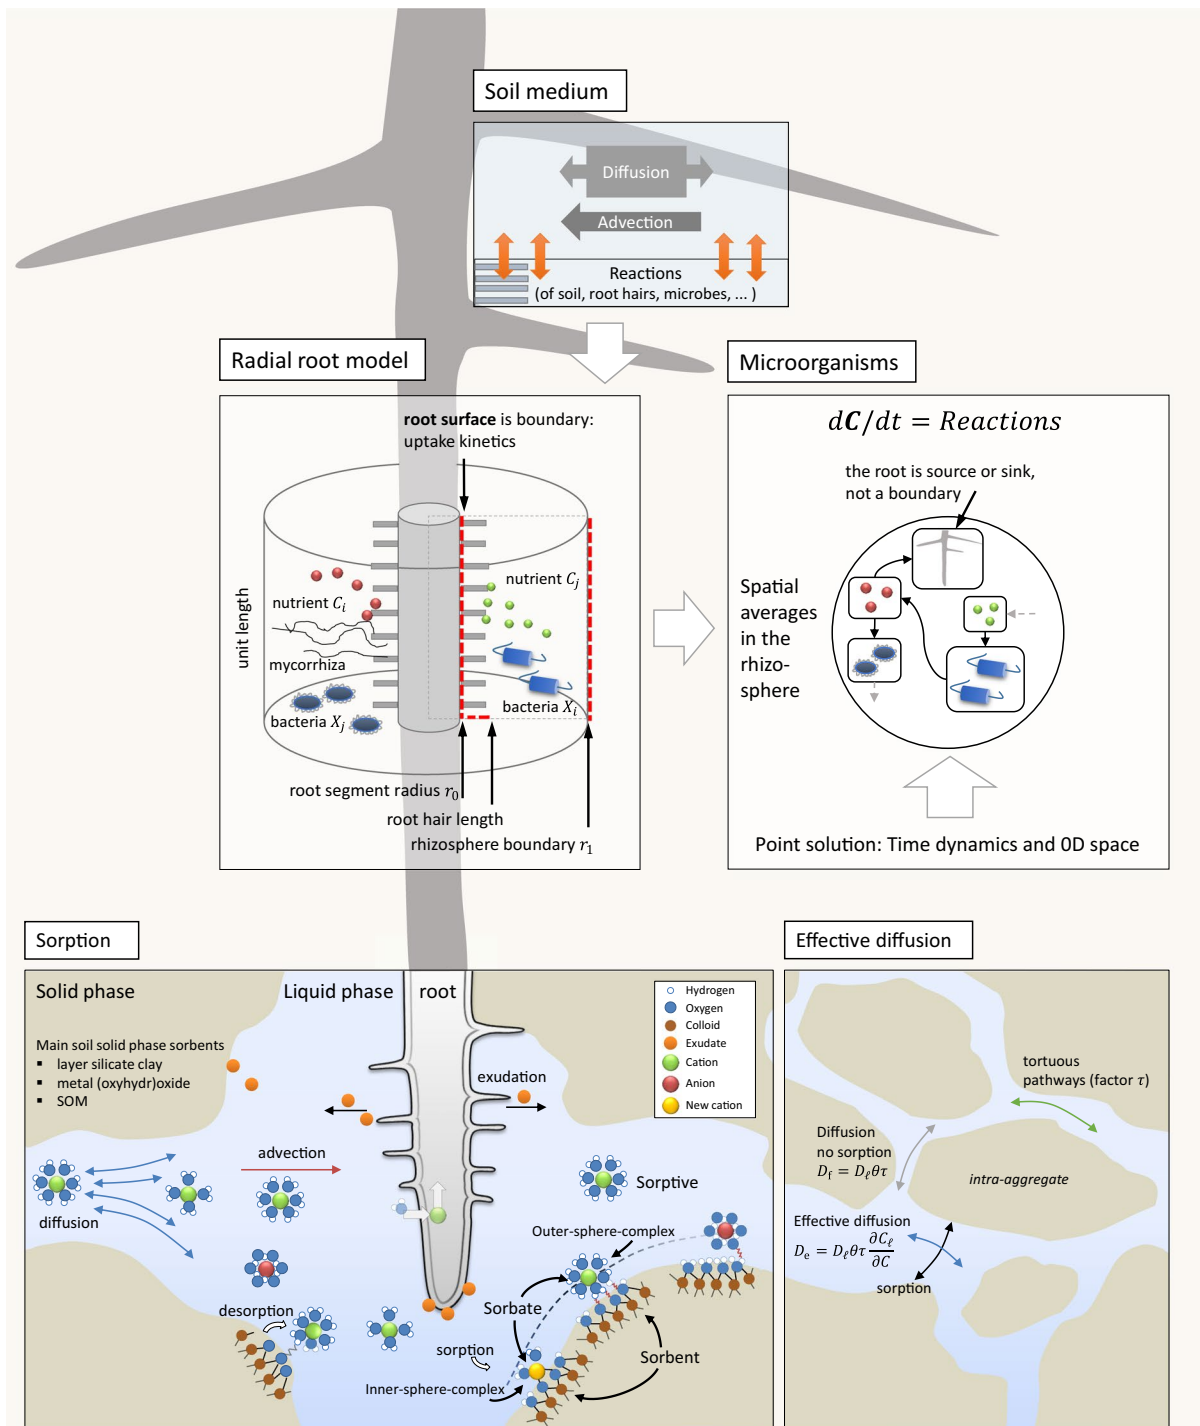 Soil medium
Diffusion
Advection
Reactions
(of soil, root hairs, microbes, ... )
Radial root model
root surface is boundary:
uptake kinetics
unit length
nutrient C_i
mycorrhiza
bacteria X_j
nutrient C_j
bacteria X_i
root segment radius r_0
root hair length
rhizosphere boundary r_1
Microorganisms
dC/dt = Reactions
the root is source or sink,
not a boundary
Spatial
averages
in the
rhizo-
sphere
Point solution: Time dynamics and 0D space
Sorption
Solid phase
Liquid phase
root
Main soil solid phase sorbents
▪ layer silicate clay
▪ metal (oxyhydr)oxide
▪ SOM
Hydrogen
Oxygen
Colloid
Exudate
Cation
Anion
New cation
exudation
advection
diffusion
Sorptive
Outer-sphere-complex
desorption
Sorbate
sorption
Sorbent
Inner-sphere-complex
Effective diffusion
tortuous
pathways (factor τ)
Diffusion
no sorption
D_f = D_ℓθτ
intra-aggregate
Effective diffusion
D_e = D_ℓθτ ∂C_ℓ/∂C
sorption